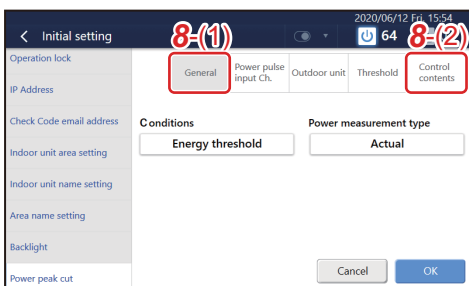 2020/06/12 Fri 15:54
< Initial setting
8-(1)
64
8-(2)
Operation lock
IP Address
Check Code email address
Indoor unit area setting
Indoor unit name setting
Area name setting
Backlight
Power peak cut
General
Power pulse
input Ch.
Outdoor unit
Threshold
Control
contents
Conditions
Power measurement type
Energy threshold
Actual
Cancel
OK